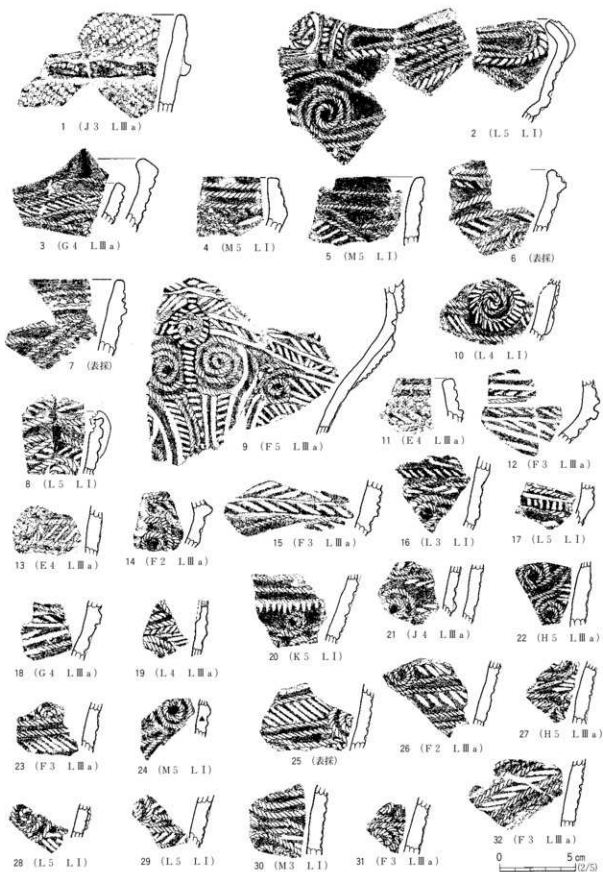 1 (J3 LⅢa)
2 (L5 LⅠ)
3 (G4 LⅢa)
4 (M5 LⅠ)
5 (M5 LⅠ)
6 (表採)
7 (表採)
8 (L5 LⅠ)
9 (F5 LⅢa)
10 (L4 LⅠ)
11 (E4 LⅢa)
12 (F3 LⅢa)
13 (E4 LⅢa)
14 (F2 LⅢa)
15 (F3 LⅢa)
16 (L3 LⅠ)
17 (L5 LⅠ)
18 (G4 LⅢa)
19 (L4 LⅢa)
20 (K5 LⅠ)
21 (J4 LⅢa)
22 (H5 LⅢa)
23 (F3 LⅢa)
24 (M5 LⅠ)
25 (表採)
26 (F2 LⅢa)
27 (H5 LⅢa)
28 (L5 LⅠ)
29 (L5 LⅠ)
30 (M3 LⅠ)
31 (F3 LⅢa)
32 (F3 LⅢa)
0 5 cm
(2/5)